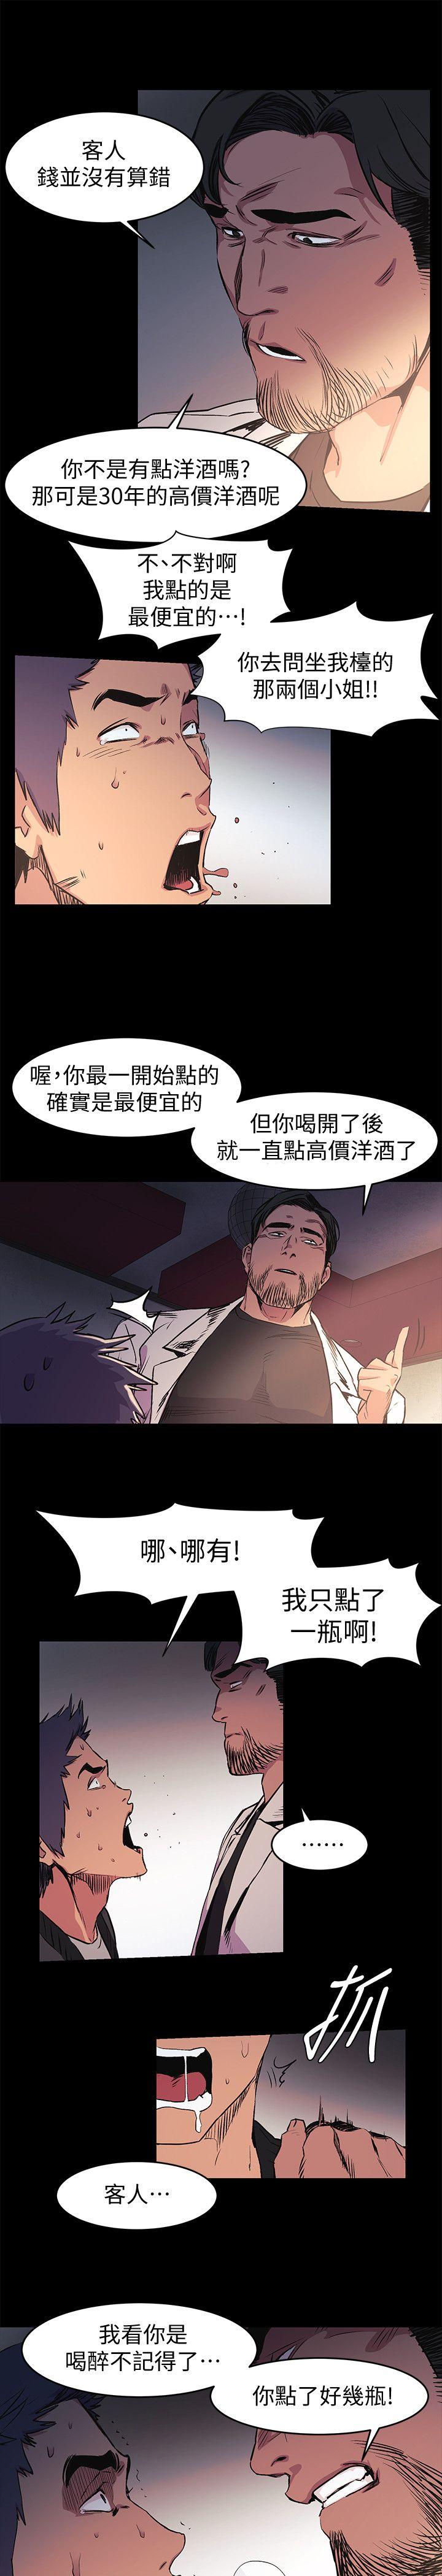 客人
錢並沒有算錯
你不是有點洋酒嗎?
那可是30年的高價洋酒呢
不、不對啊
我點的是
最便宜的…!
你去問坐我檯的
那兩個小姐!!
喔,你最一開始點的
確實是最便宜的
但你喝開了後
就一直點高價洋酒了
哪、哪有!
我只點了
一瓶啊!
……
抓
客人…
我看你是
喝醉不記得了…
你點了好幾瓶!